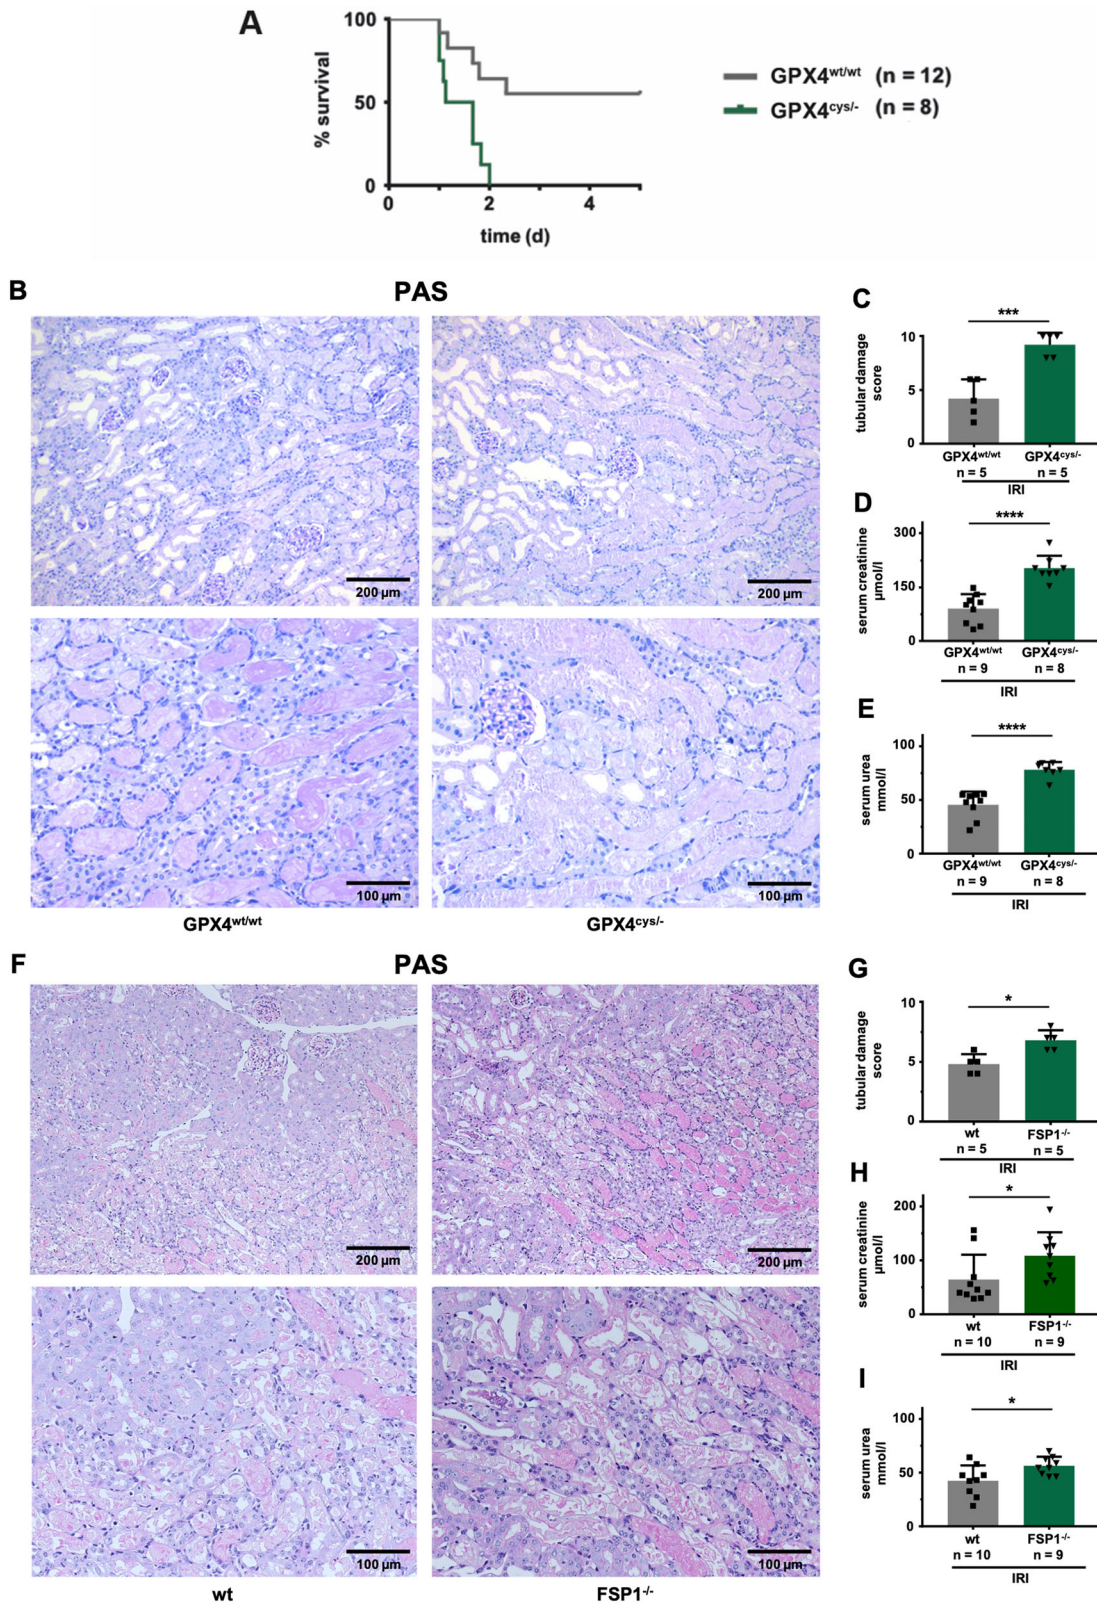 A
% survival
100
50
0
0
2
4
time (d)
GPX4wt/wt (n = 12)
GPX4cys/- (n = 8)
B
PAS
200 µm
200 µm
100 µm
100 µm
GPX4wt/wt
GPX4cys/-
C
***
tubular damage
score
10
5
0
GPX4wt/wt
GPX4cys/-
n = 5
n = 5
IRI
D
****
serum creatinine
µmol/l
300
150
0
GPX4wt/wt
GPX4cys/-
n = 9
n = 8
IRI
E
****
serum urea
mmol/l
100
50
0
GPX4wt/wt
GPX4cys/-
n = 9
n = 8
IRI
F
PAS
200 µm
200 µm
100 µm
100 µm
wt
FSP1-/-
G
*
tubular damage
score
10
5
0
wt
FSP1-/-
n = 5
n = 5
IRI
H
*
serum creatinine
µmol/l
200
100
0
wt
FSP1-/-
n = 10
n = 9
IRI
I
*
serum urea
mmol/l
100
50
0
wt
FSP1-/-
n = 10
n = 9
IRI